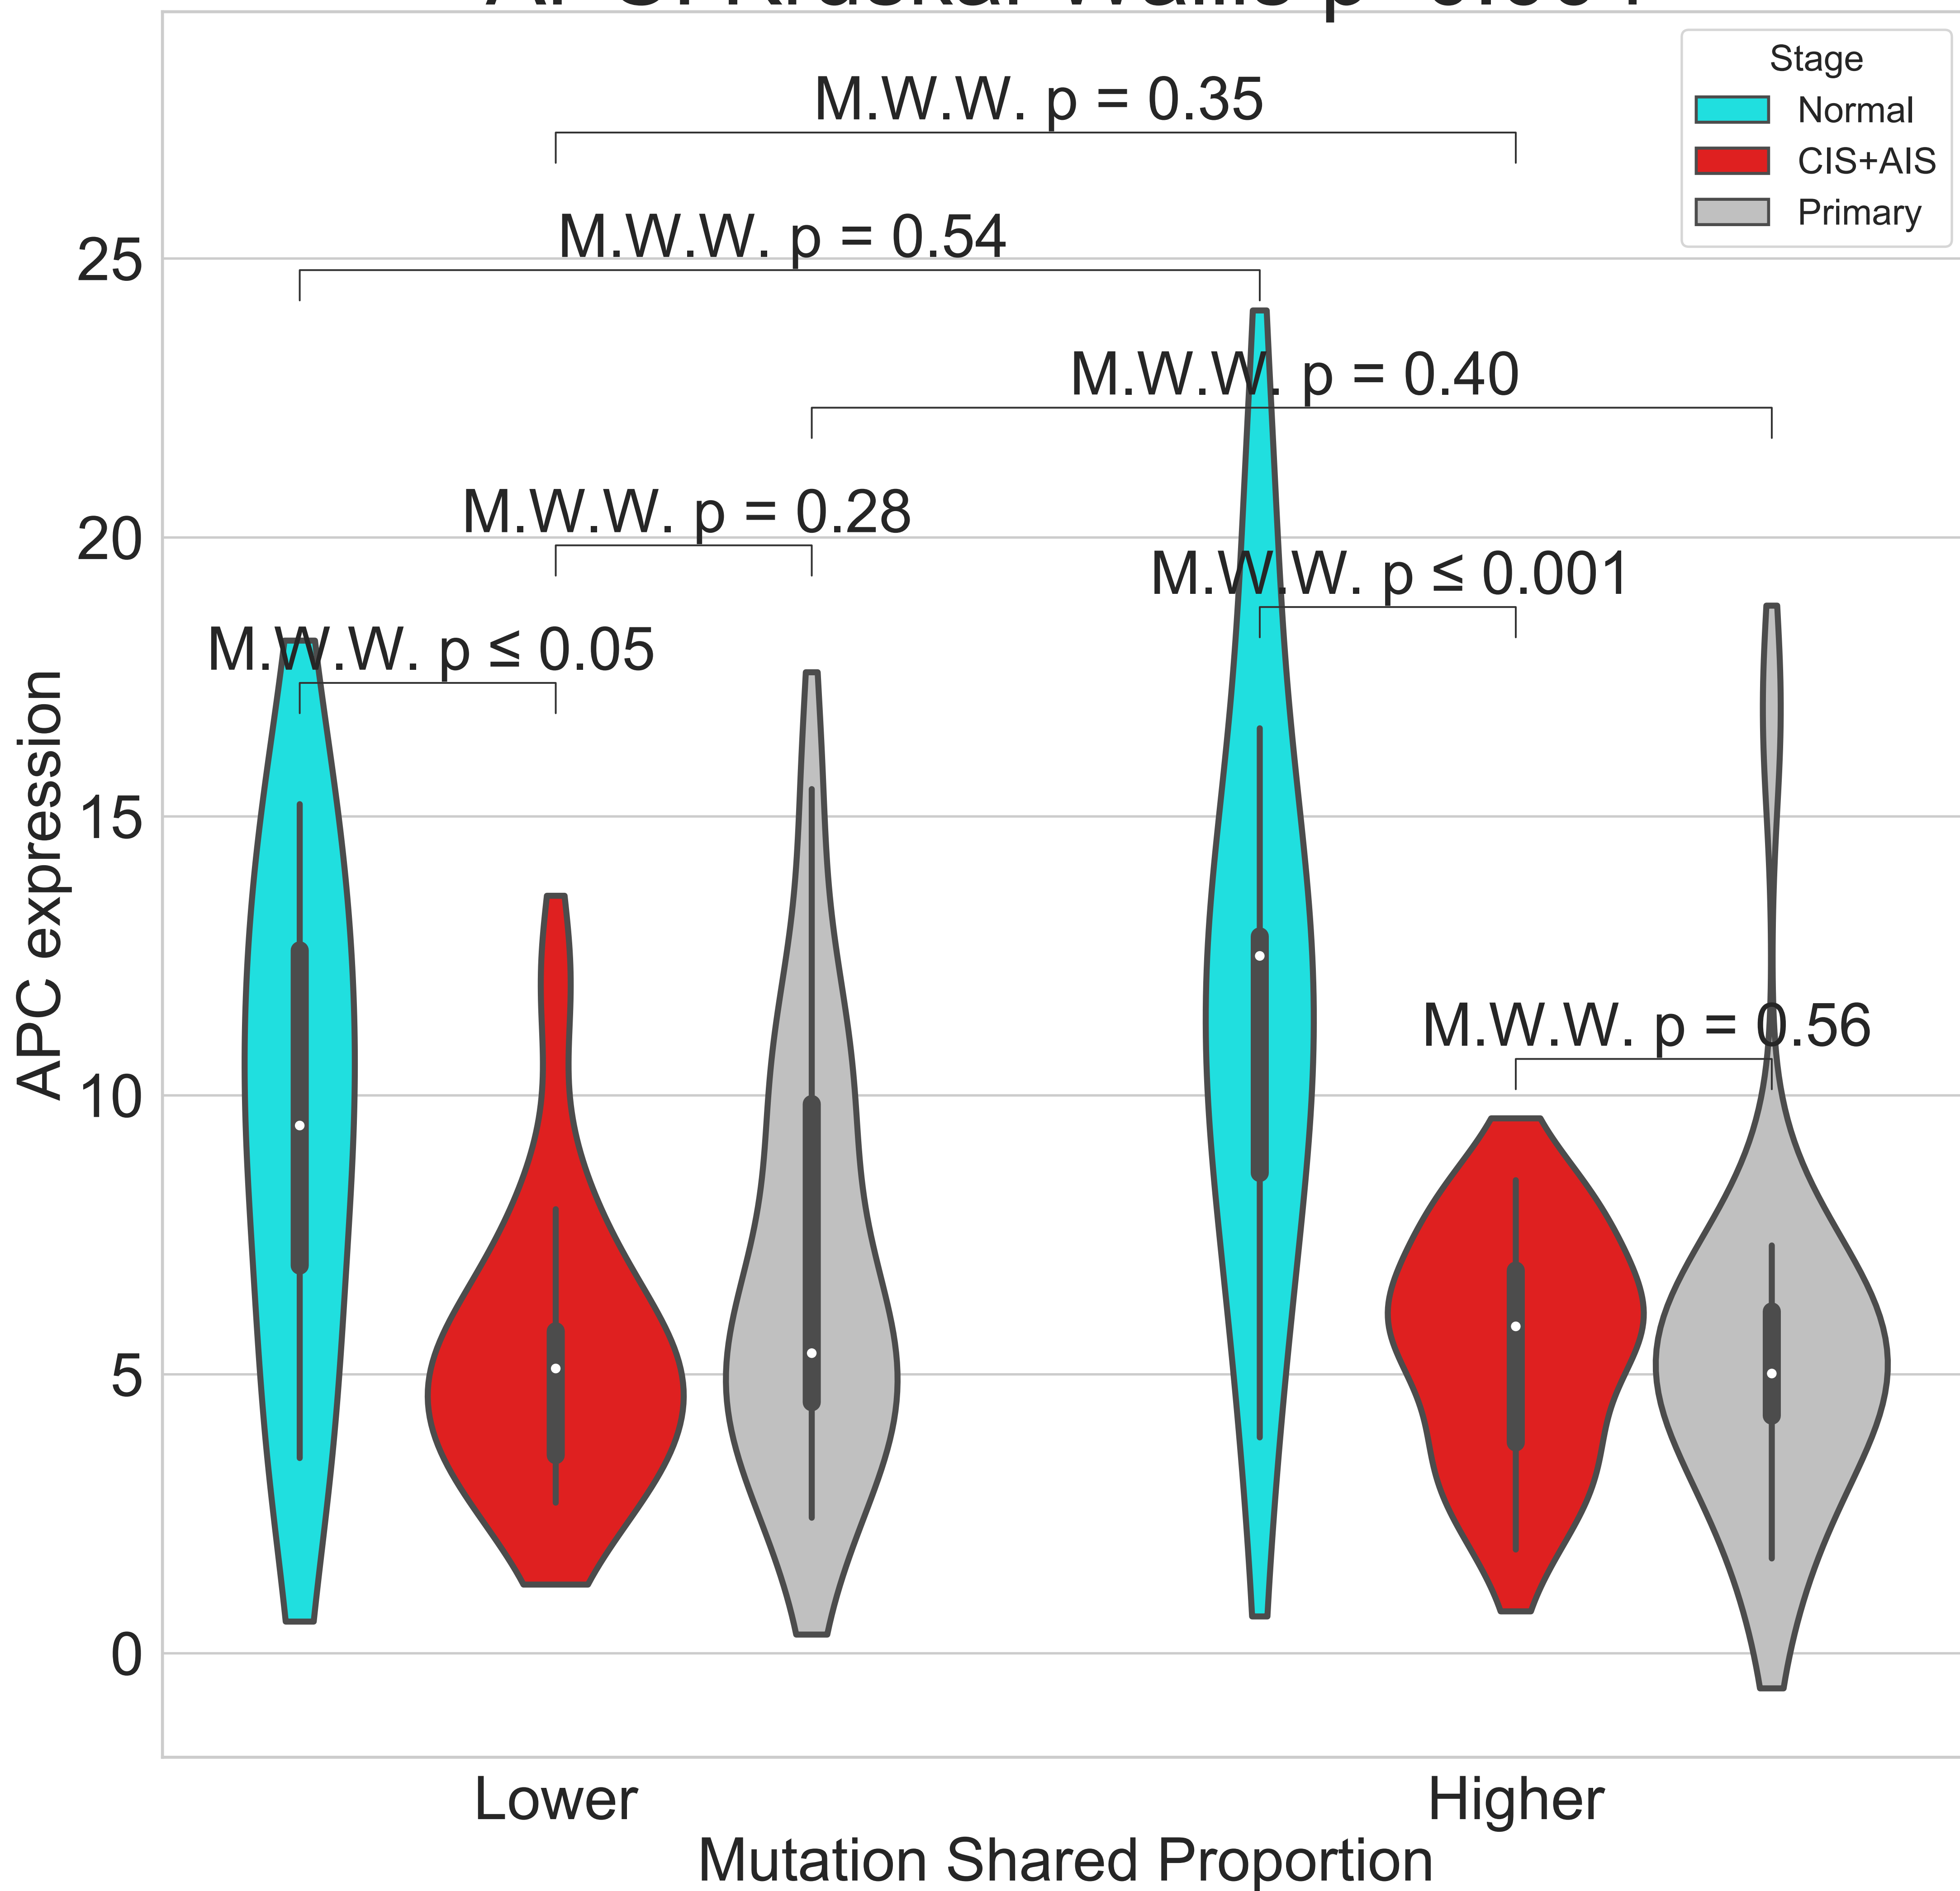 Stage
Normal
CIS+AIS
Primary
M.W.W. p = 0.35
M.W.W. p = 0.54
M.W.W. p = 0.40
M.W.W. p = 0.28
M.W.W. p ≤ 0.001
M.W.W. p ≤ 0.05
M.W.W. p = 0.56
APC expression
25
20
15
10
5
0
Lower
Higher
Mutation Shared Proportion